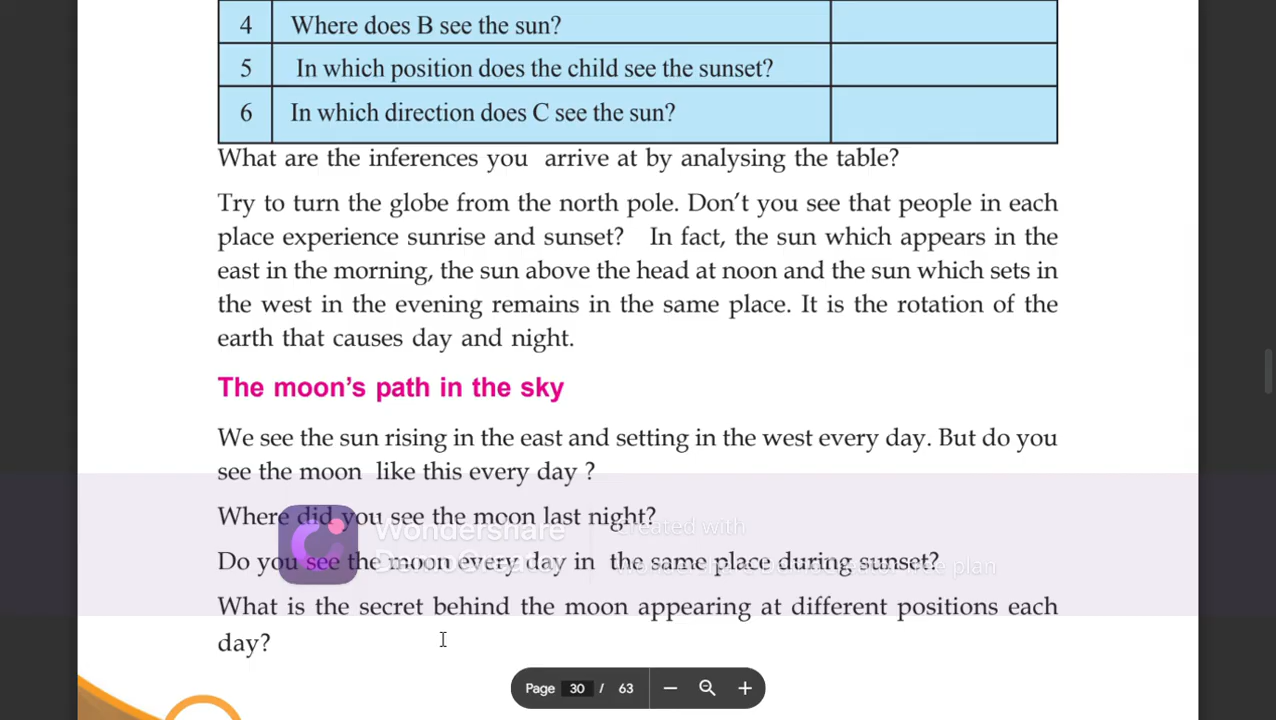 4 Where does B see the sun?
5 In which position does the child see the sunset?
6 In which direction does C see the sun?
What are the inferences you arrive at by analysing the table?
Try to turn the globe from the north pole. Don't you see that people in each
place experience sunrise and sunset? In fact, the sun which appears in the
east in the morning, the sun above the head at noon and the sun which sets in
the west in the evening remains in the same place. It is the rotation of the
earth that causes day and night.
The moon's path in the sky
We see the sun rising in the east and setting in the west every day. But do you
see the moon like this every day ?
Where did you see the moon last night?
Wondershare
created with
Do you see the moon every day in the same place during sunset?
What is the secret behind the moon appearing at different positions each
day?
Page 30 / 63